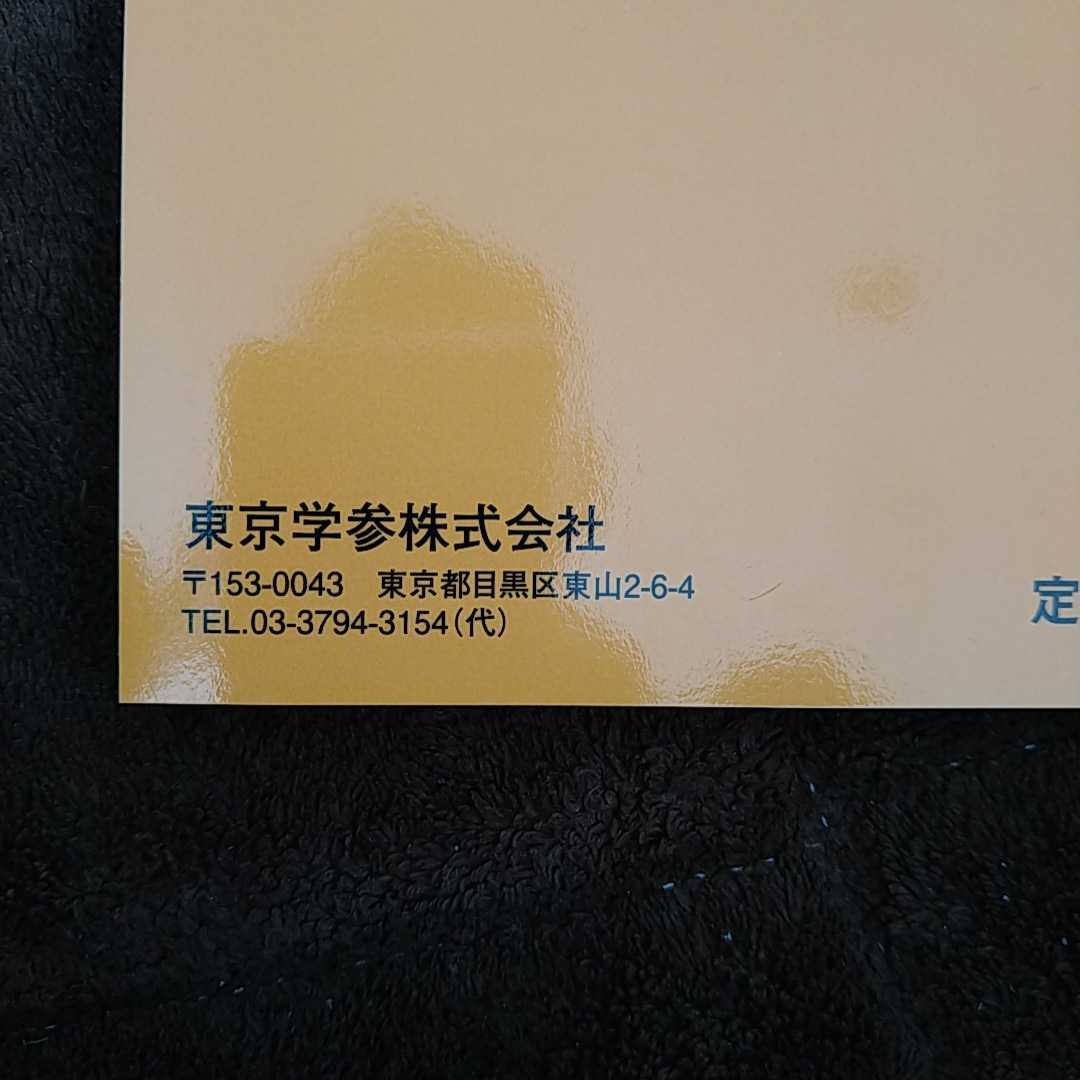 東京学参株式会社
〒153-0043　東京都目黒区東山2-6-4
TEL.03-3794-3154(代)
定